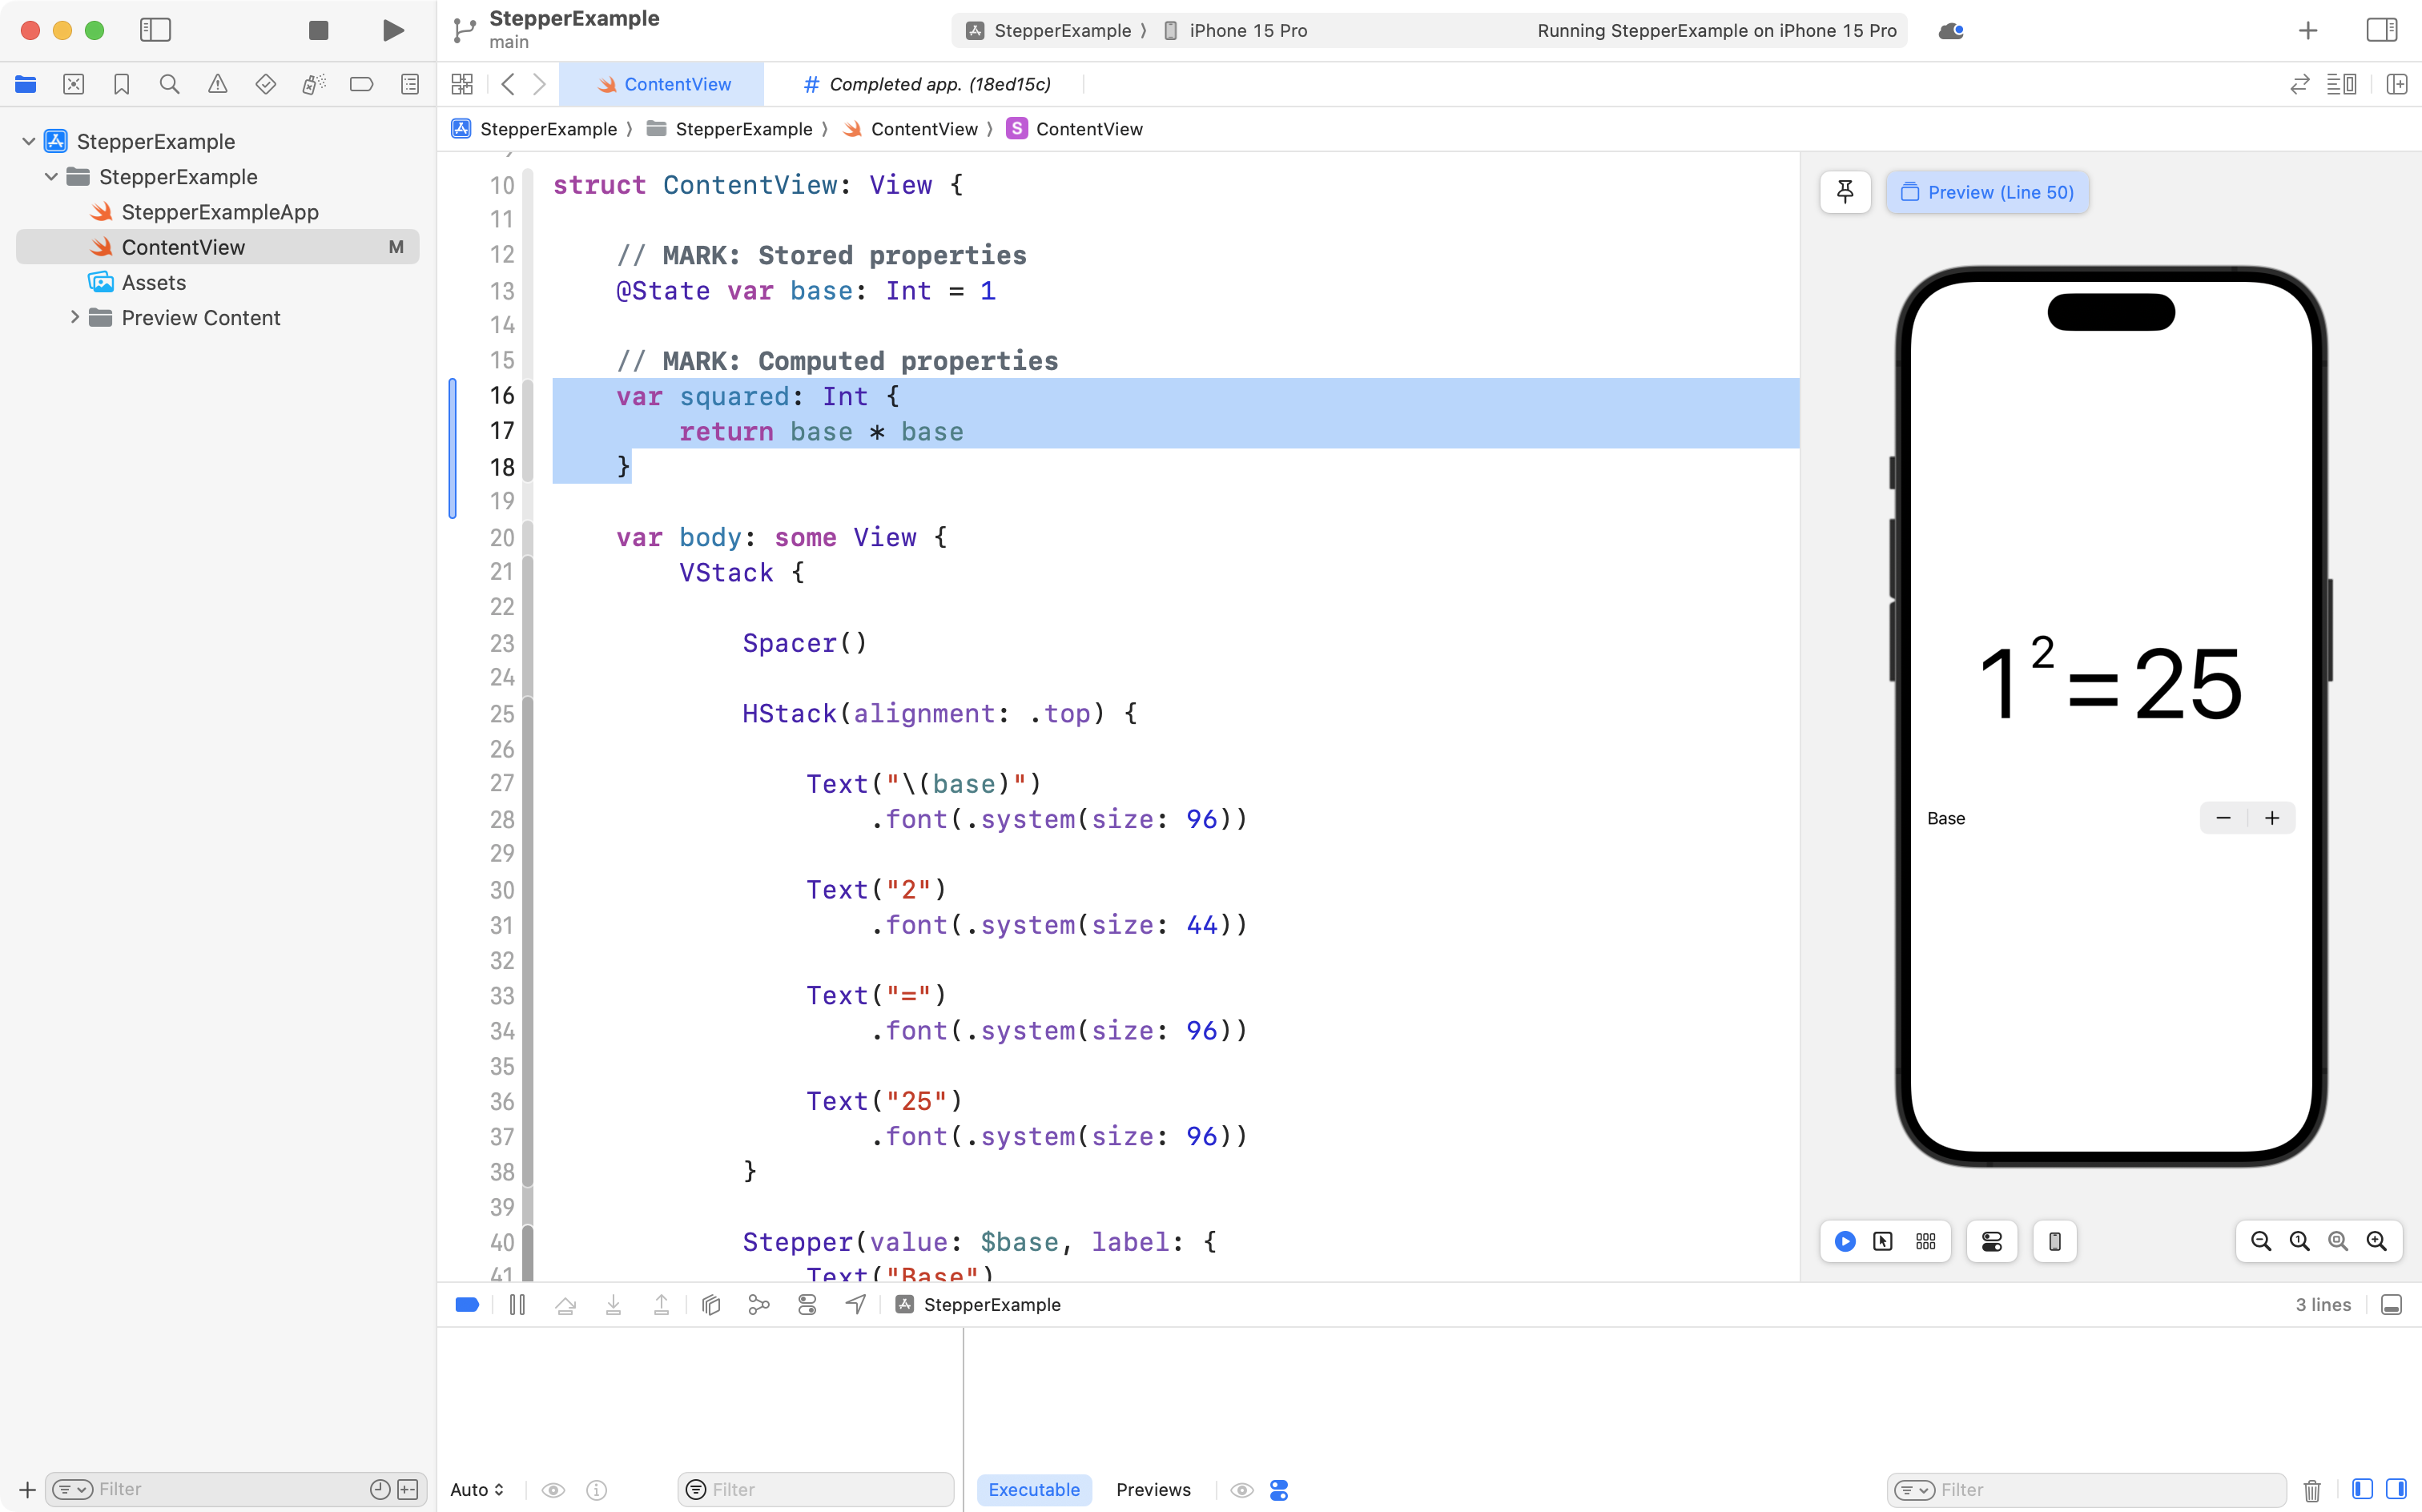 StepperExample
main
StepperExample 〉 iPhone 15 Pro
Running StepperExample on iPhone 15 Pro
ContentView
# Completed app. (18ed15c)
StepperExample 〉 StepperExample 〉 ContentView 〉 S ContentView
StepperExample
StepperExample
StepperExampleApp
ContentView M
Assets
Preview Content
10 struct ContentView: View {
11
12 // MARK: Stored properties
13 @State var base: Int = 1
14
15 // MARK: Computed properties
16 var squared: Int {
17 return base * base
18 }
19
20 var body: some View {
21 VStack {
22
23 Spacer()
24
25 HStack(alignment: .top) {
26
27 Text("\(base)")
28 .font(.system(size: 96))
29
30 Text("2")
31 .font(.system(size: 44))
32
33 Text("=")
34 .font(.system(size: 96))
35
36 Text("25")
37 .font(.system(size: 96))
38 }
39
40 Stepper(value: $base, label: {
41 Text("Base")
Preview (Line 50)
1 2 = 25
Base − +
StepperExample
3 lines
Filter
Auto
Filter
Executable
Previews
Filter